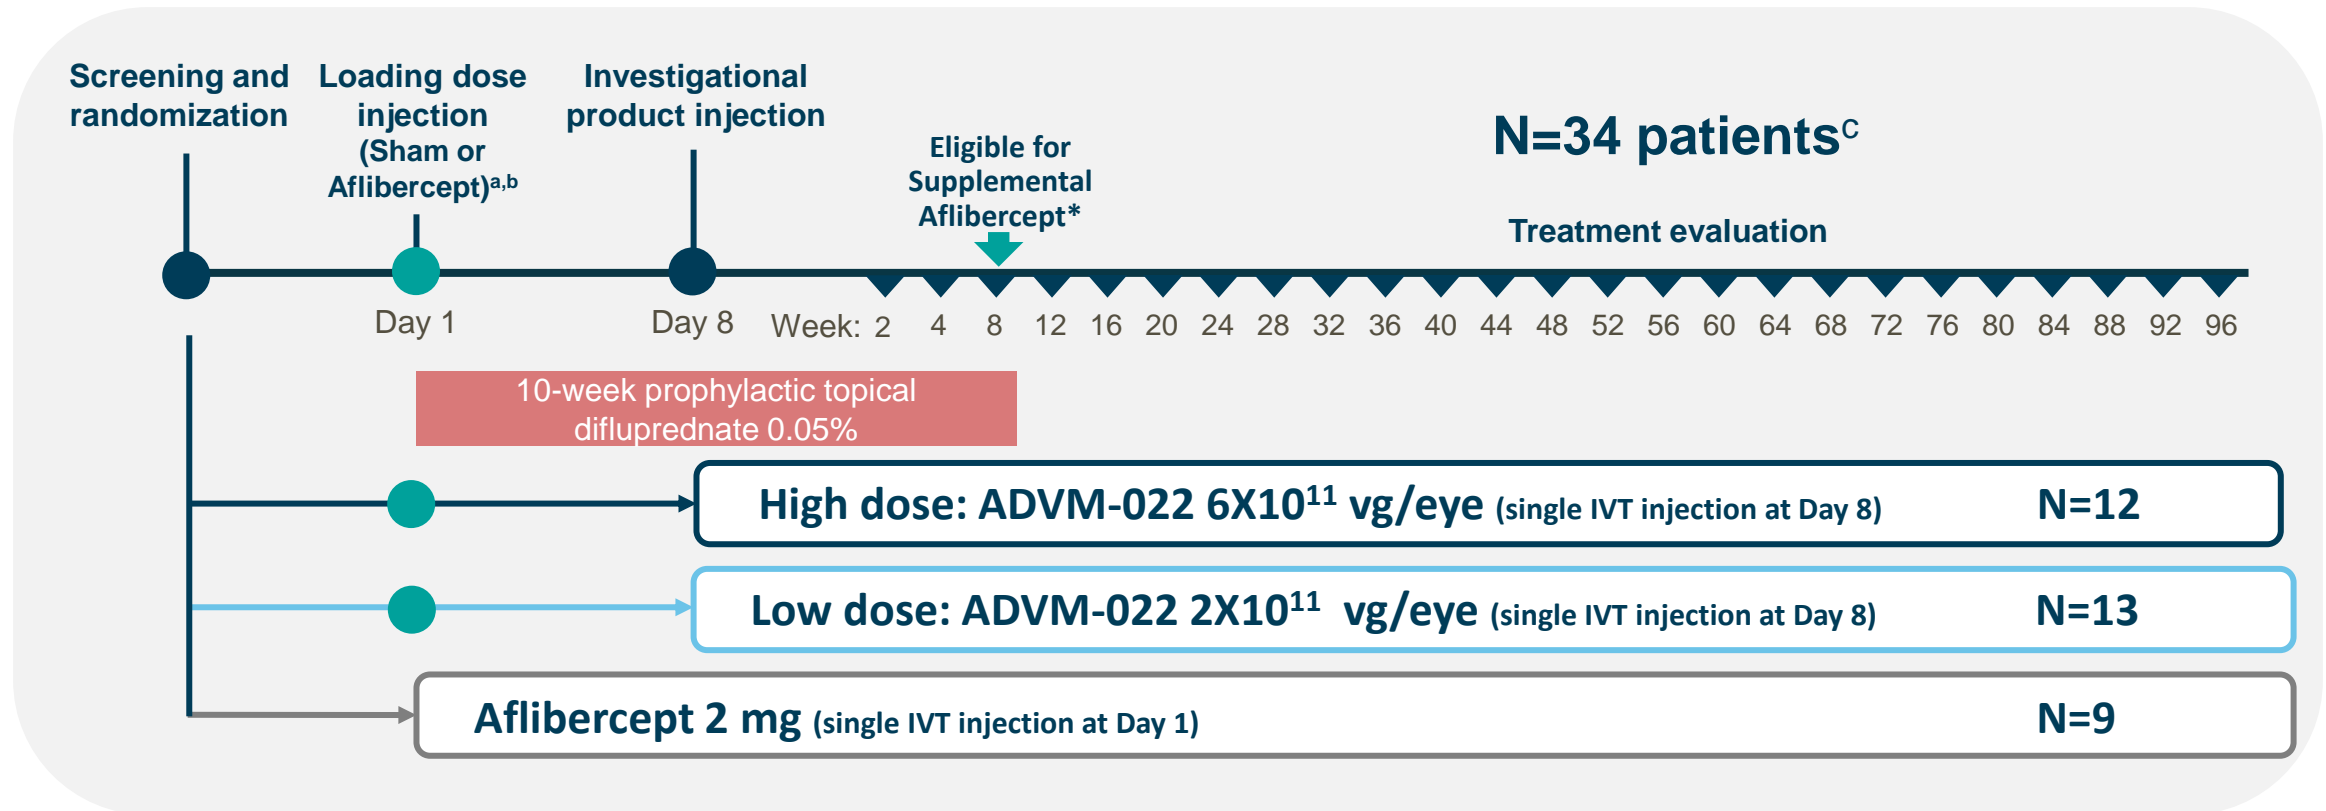 Screening and
randomization
Loading dose
injection
(Sham or
Aflibercept)a,b
Investigational
product injection
Eligible for
Supplemental
Aflibercept*
N=34 patientsc
Treatment evaluation
Day 1
Day 8
Week: 2 4 8 12 16 20 24 28 32 36 40 44 48 52 56 60 64 68 72 76 80 84 88 92 96
10-week prophylactic topical
difluprednate 0.05%
High dose: ADVM-022 6X10¹¹ vg/eye (single IVT injection at Day 8) N=12
Low dose: ADVM-022 2X10¹¹ vg/eye (single IVT injection at Day 8) N=13
Aflibercept 2 mg (single IVT injection at Day 1) N=9